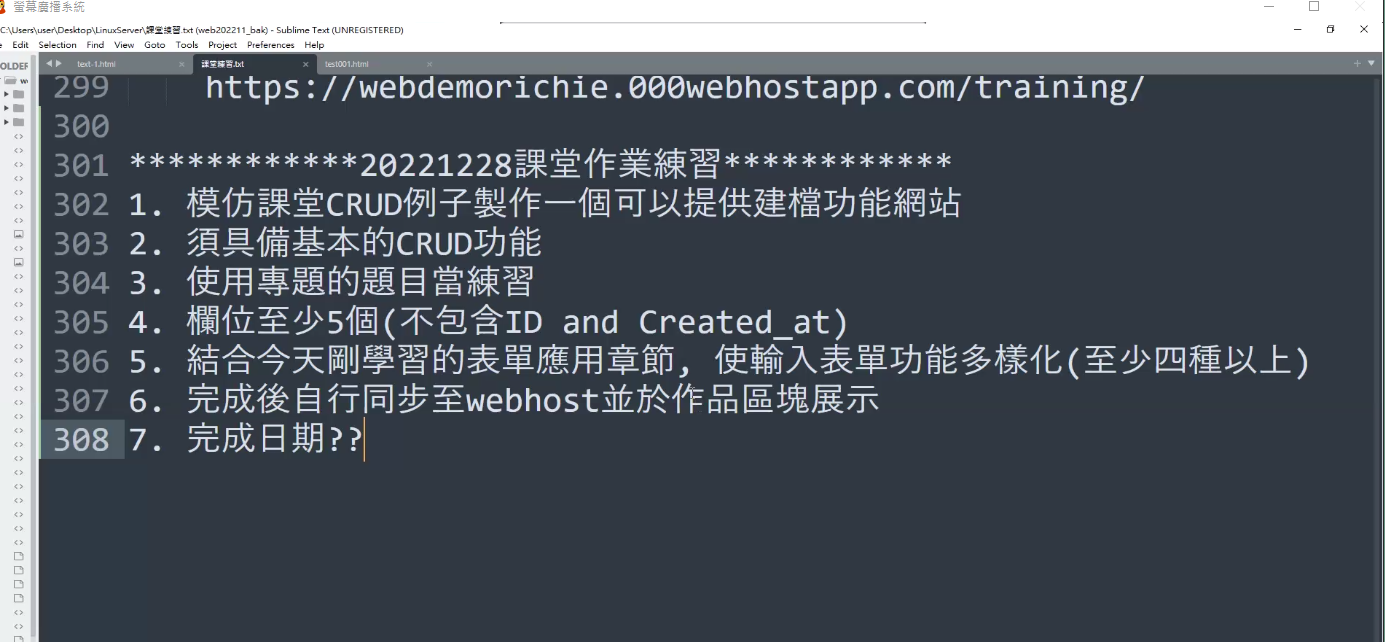 螢幕廣播系統
C:\Users\user\Desktop\LinuxServer\課堂練習.txt (web202211_bak) - Sublime Text (UNREGISTERED)
Edit Selection Find View Goto Tools Project Preferences Help
OLDER
text-1.html 課堂練習.txt test001.html
299 https://webdemorichie.000webhostapp.com/training/
300
301 ************20221228課堂作業練習************
302 1. 模仿課堂CRUD例子製作一個可以提供建檔功能網站
303 2. 須具備基本的CRUD功能
304 3. 使用專題的題目當練習
305 4. 欄位至少5個(不包含ID and Created_at)
306 5. 結合今天剛學習的表單應用章節, 使輸入表單功能多樣化(至少四種以上)
307 6. 完成後自行同步至webhost並於作品區塊展示
308 7. 完成日期??